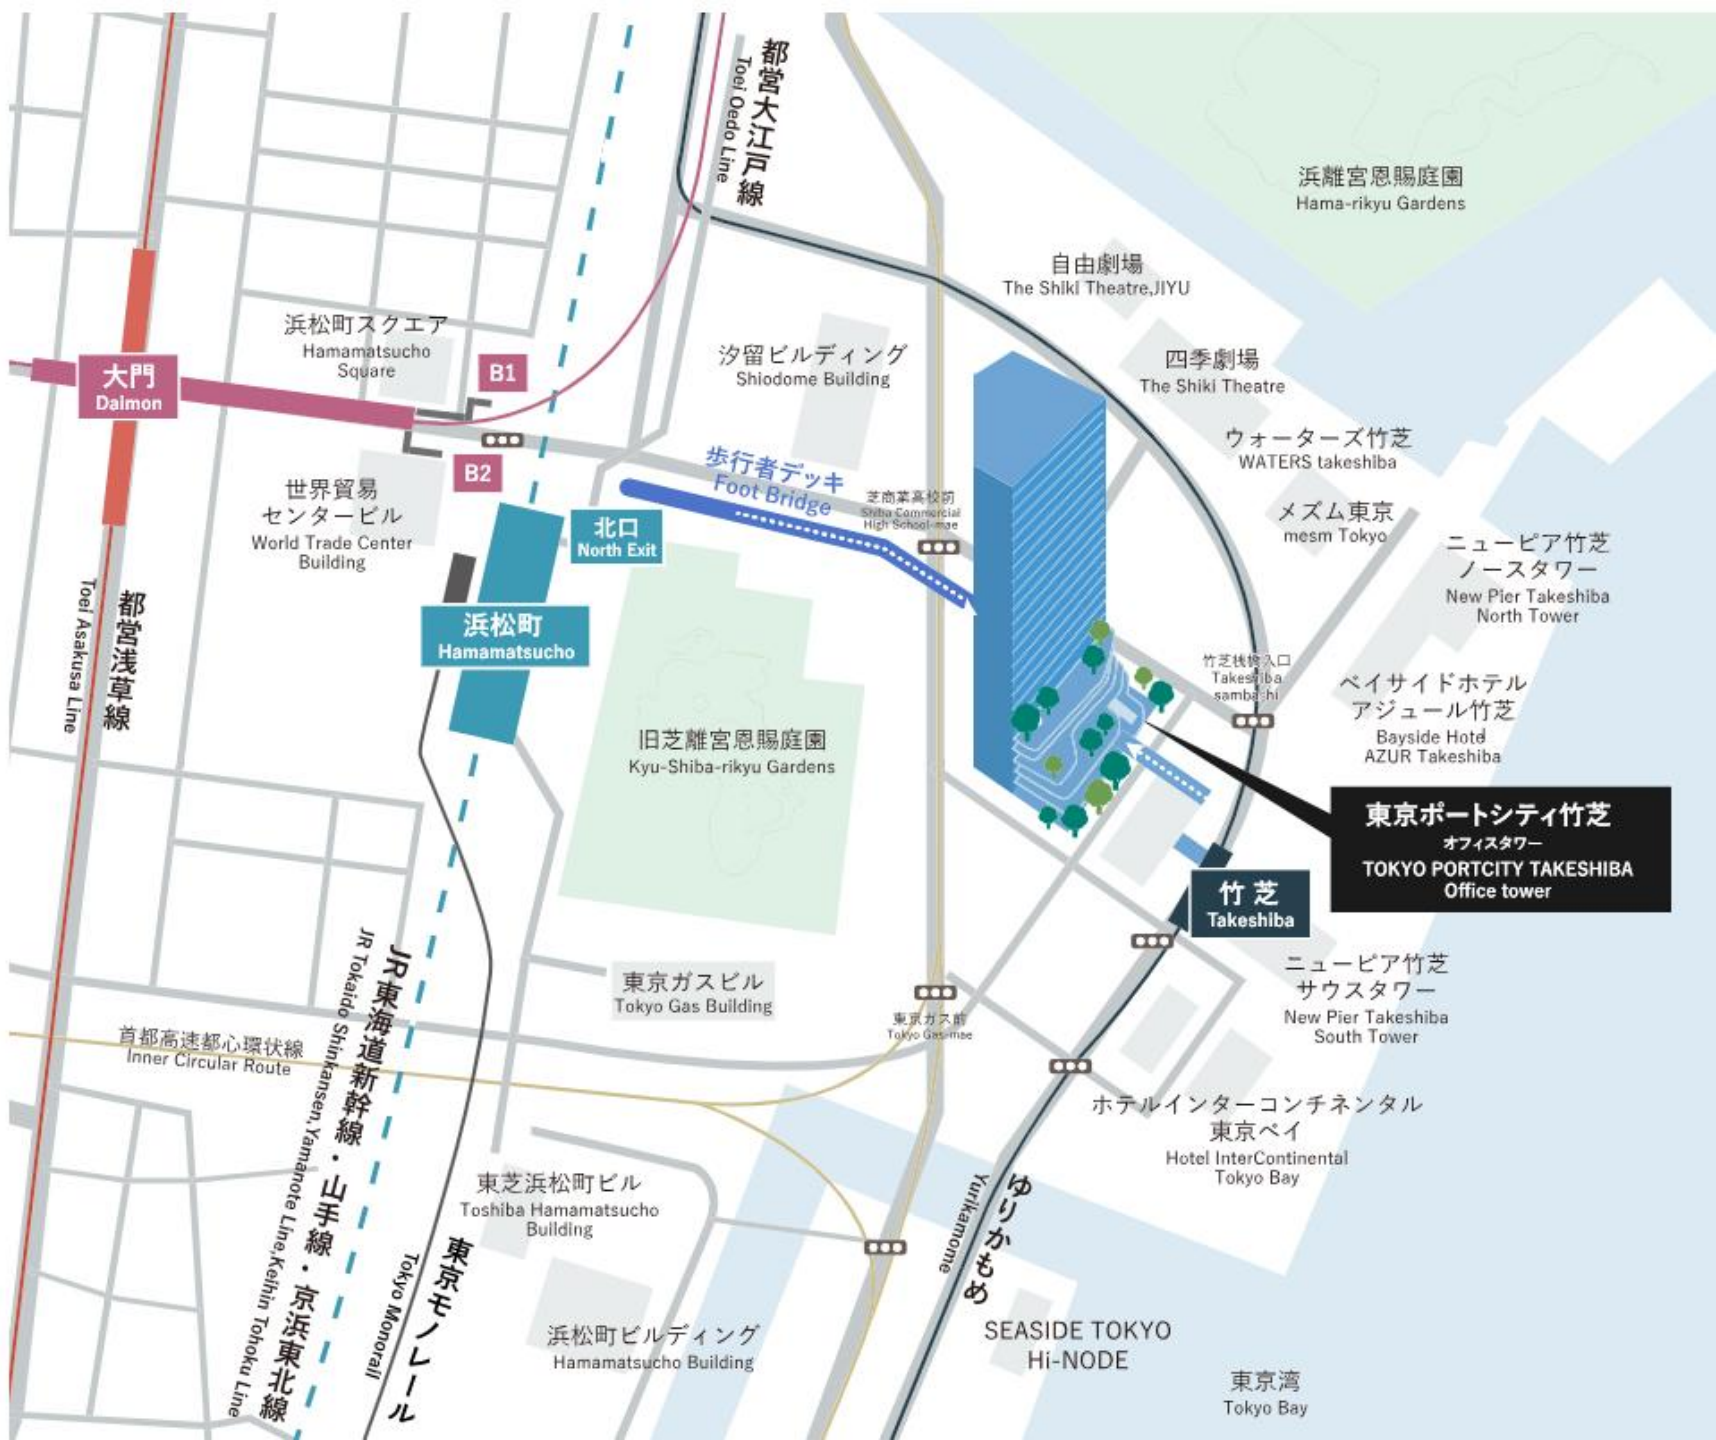 都営大江戸線
Toei Oedo Line
浜離宮恩賜庭園
Hama-rikyu Gardens
自由劇場
The Shiki Theatre,JIYU
浜松町スクエア
Hamamatsucho
Square
汐留ビルディング
Shiodome Building
四季劇場
The Shiki Theatre
大門
Daimon
B1
B2
ウォーターズ竹芝
WATERS takeshiba
歩行者デッキ
Foot Bridge
芝商業高校前
Shiba Commercial
High School-mae
世界貿易
センタービル
World Trade Center
Building
北口
North Exit
メズム東京
mesm Tokyo
ニューピア竹芝
ノースタワー
New Pier Takeshiba
North Tower
都営浅草線
Toei Asakusa Line
浜松町
Hamamatsucho
竹芝桟橋入口
Takeshiba
sambashi
ベイサイドホテル
アジュール竹芝
Bayside Hotel
AZUR Takeshiba
旧芝離宮恩賜庭園
Kyu-Shiba-rikyu Gardens
東京ポートシティ竹芝
オフィスタワー
TOKYO PORTCITY TAKESHIBA
Office tower
竹芝
Takeshiba
JR東海道新幹線・山手線・京浜東北線
JR Tokaido Shinkansen,Yamanote Line,Keihin Tohoku Line
東京ガスビル
Tokyo Gas Building
ニューピア竹芝
サウスタワー
New Pier Takeshiba
South Tower
東京ガス前
Tokyo Gas-mae
首都高速都心環状線
Inner Circular Route
ホテルインターコンチネンタル
東京ベイ
Hotel InterContinental
Tokyo Bay
東芝浜松町ビル
Toshiba Hamamatsucho
Building
ゆりかもめ
Yurikamome
東京モノレール
Tokyo Monorail
浜松町ビルディング
Hamamatsucho Building
SEASIDE TOKYO
Hi-NODE
東京湾
Tokyo Bay